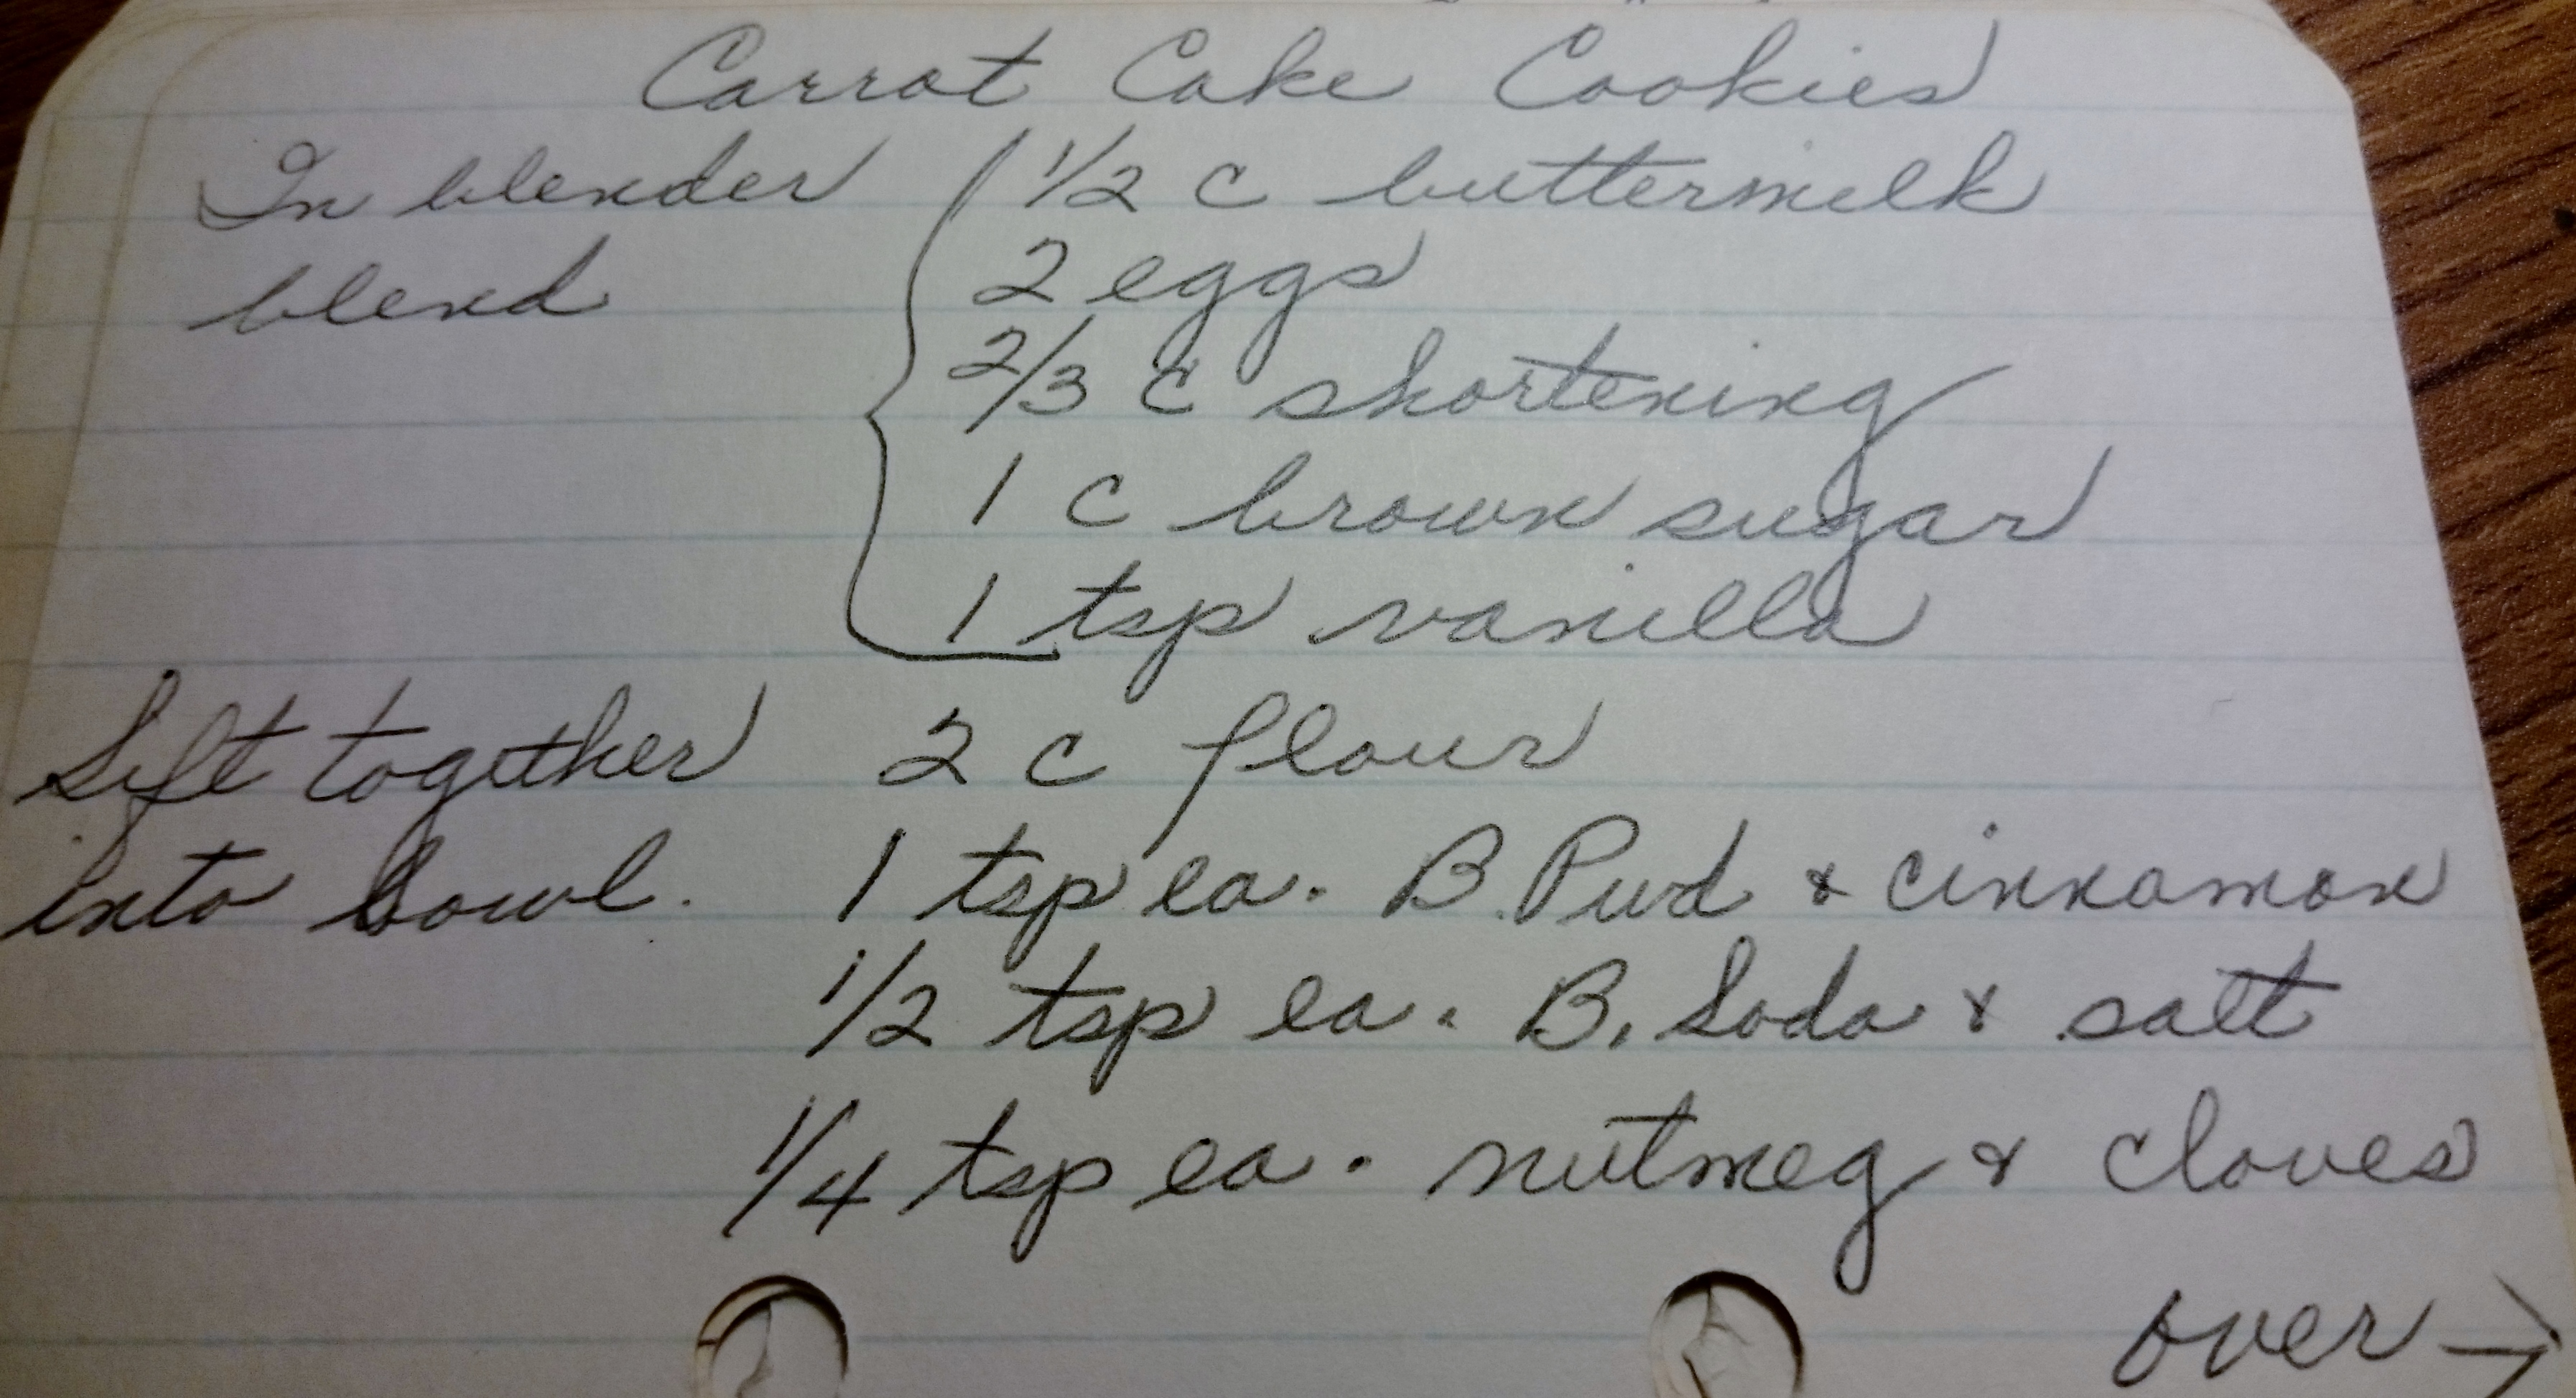 Carrot Cake Cookies
In blender 1/2 c buttermilk
blend 2 eggs
2/3 c shortening
1 c brown sugar
1 tsp vanilla
Sift together 2 c flour
into bowl. 1 tsp ea. B. Pwd & cinnamon
1/2 tsp ea. B. Soda & salt
1/4 tsp ea. nutmeg & cloves
over →